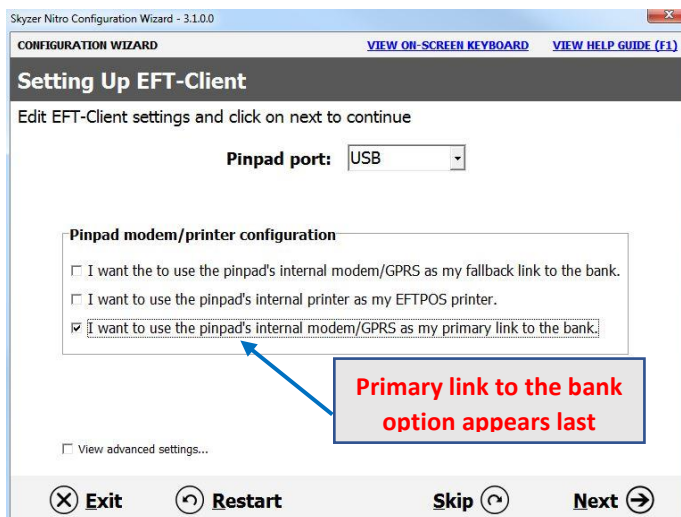 Skyzer Nitro Configuration Wizard - 3.1.0.0
CONFIGURATION WIZARD
VIEW ON-SCREEN KEYBOARD
VIEW HELP GUIDE (F1)
Setting Up EFT-Client
Edit EFT-Client settings and click on next to continue
Pinpad port: USB
Pinpad modem/printer configuration
I want the to use the pinpad's internal modem/GPRS as my fallback link to the bank.
I want to use the pinpad's internal printer as my EFTPOS printer.
I want to use the pinpad's internal modem/GPRS as my primary link to the bank.
Primary link to the bank
option appears last
View advanced settings...
Exit
Restart
Skip
Next